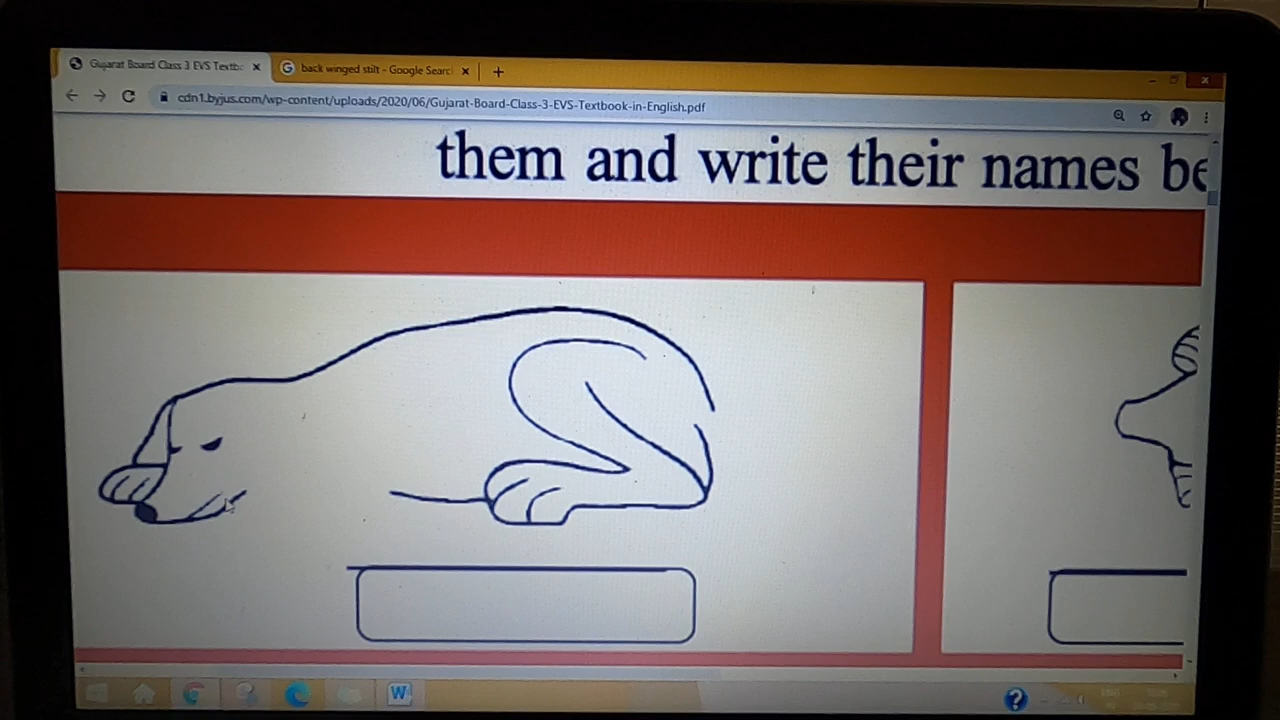 Gujarat Board Class 3 EVS Textb
back winged stilt - Google Searc
cdn1.byjus.com/wp-content/uploads/2020/06/Gujarat-Board-Class-3-EVS-Textbook-in-English.pdf
them and write their names be
W
?